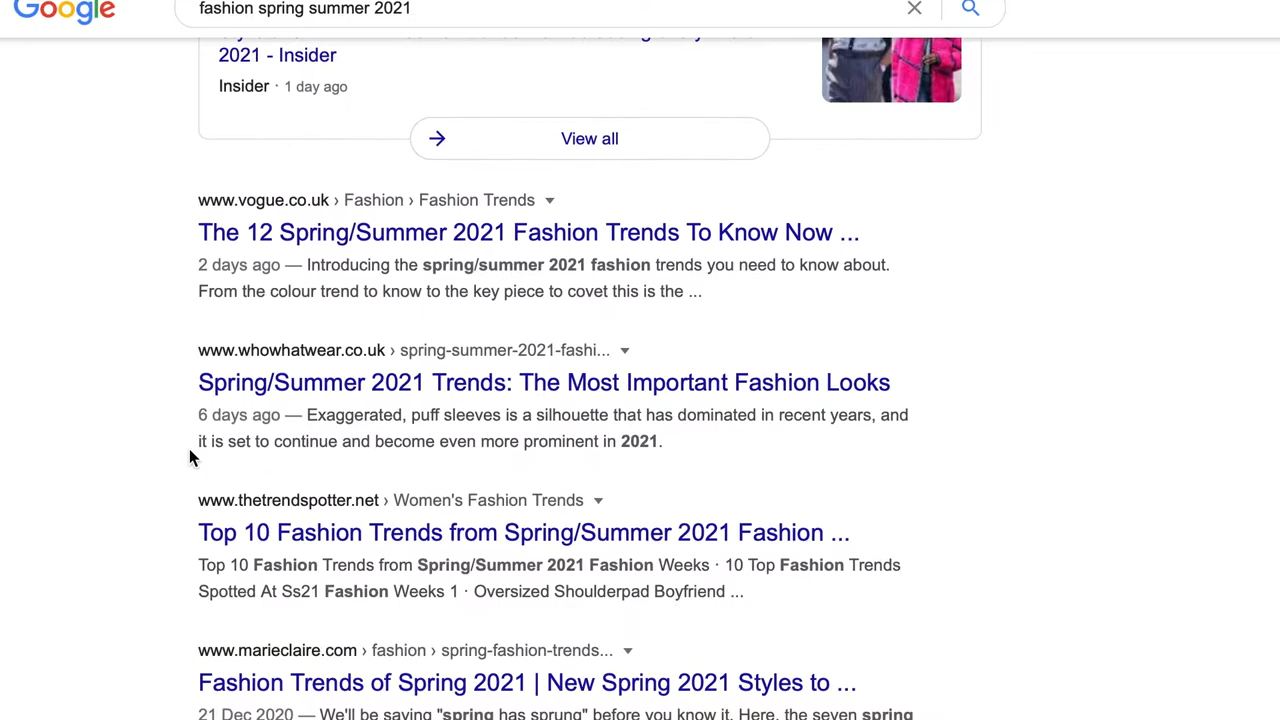 Google
fashion spring summer 2021
2021 - Insider
Insider · 1 day ago
View all
www.vogue.co.uk › Fashion › Fashion Trends
The 12 Spring/Summer 2021 Fashion Trends To Know Now ...
2 days ago — Introducing the spring/summer 2021 fashion trends you need to know about.
From the colour trend to know to the key piece to covet this is the ...
www.whowhatwear.co.uk › spring-summer-2021-fashi...
Spring/Summer 2021 Trends: The Most Important Fashion Looks
6 days ago — Exaggerated, puff sleeves is a silhouette that has dominated in recent years, and
it is set to continue and become even more prominent in 2021.
www.thetrendspotter.net › Women's Fashion Trends
Top 10 Fashion Trends from Spring/Summer 2021 Fashion ...
Top 10 Fashion Trends from Spring/Summer 2021 Fashion Weeks · 10 Top Fashion Trends
Spotted At Ss21 Fashion Weeks 1 · Oversized Shoulderpad Boyfriend ...
www.marieclaire.com › fashion › spring-fashion-trends...
Fashion Trends of Spring 2021 | New Spring 2021 Styles to ...
21 Dec 2020 — We'll be saying "spring has sprung" before you know it. Here, the seven spring